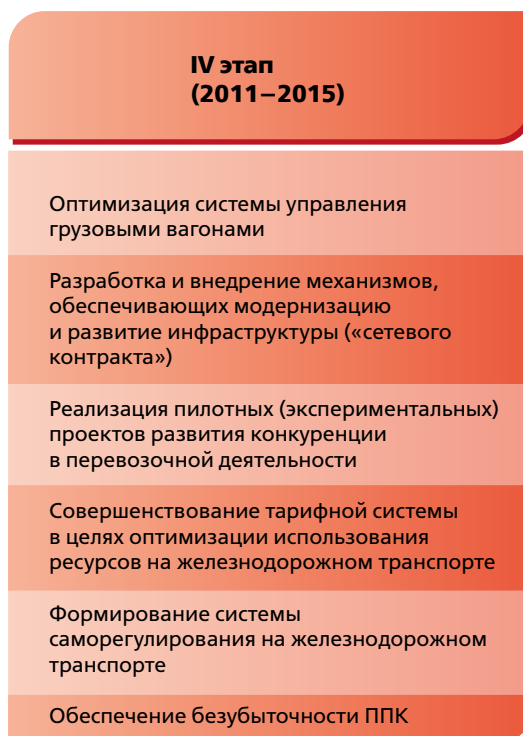 IV этап
(2011–2015)
Оптимизация системы управления
грузовыми вагонами
Разработка и внедрение механизмов,
обеспечивающих модернизацию
и развитие инфраструктуры («сетевого
контракта»)
Реализация пилотных (экспериментальных)
проектов развития конкуренции
в перевозочной деятельности
Совершенствование тарифной системы
в целях оптимизации использования
ресурсов на железнодорожном транспорте
Формирование системы
саморегулирования на железнодорожном
транспорте
Обеспечение безубыточности ППК